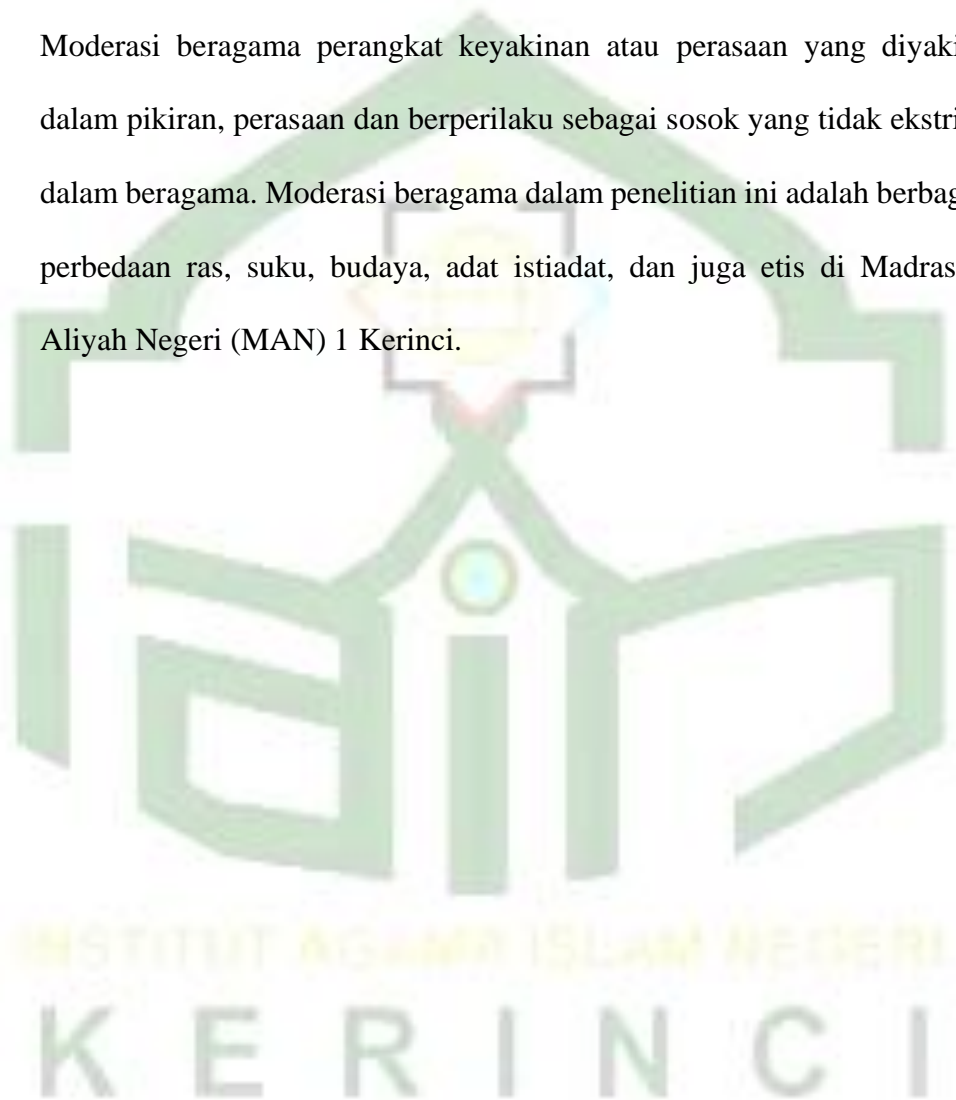 Moderasi beragama perangkat keyakinan atau perasaan yang diyaki
dalam pikiran, perasaan dan berperilaku sebagai sosok yang tidak ekstri
dalam beragama. Moderasi beragama dalam penelitian ini adalah berbag
perbedaan ras, suku, budaya, adat istiadat, dan juga etis di Madras
Aliyah Negeri (MAN) 1 Kerinci.
INSTITUT AGAMA ISLAM NEGERI
KERINCI